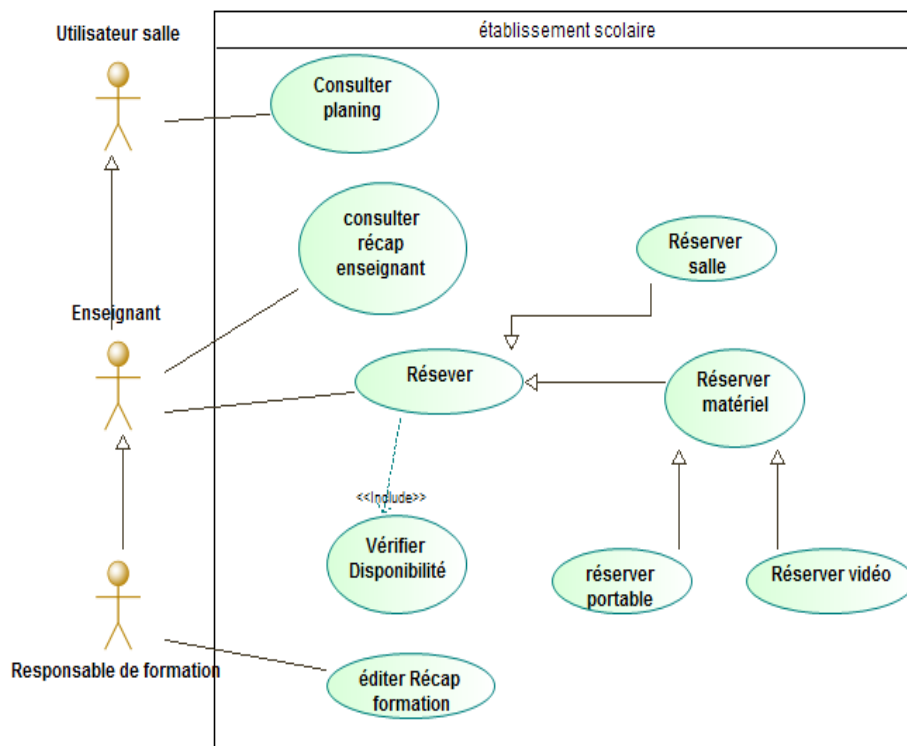 Utilisateur salle
établissement scolaire
Consulter
planing
consulter
récap
enseignant
Réserver
salle
Enseignant
Résever
Réserver
matériel
<<Include>>
Vérifier
Disponibilité
réserver
portable
Réserver vidéo
Responsable de formation
éditer Récap
formation